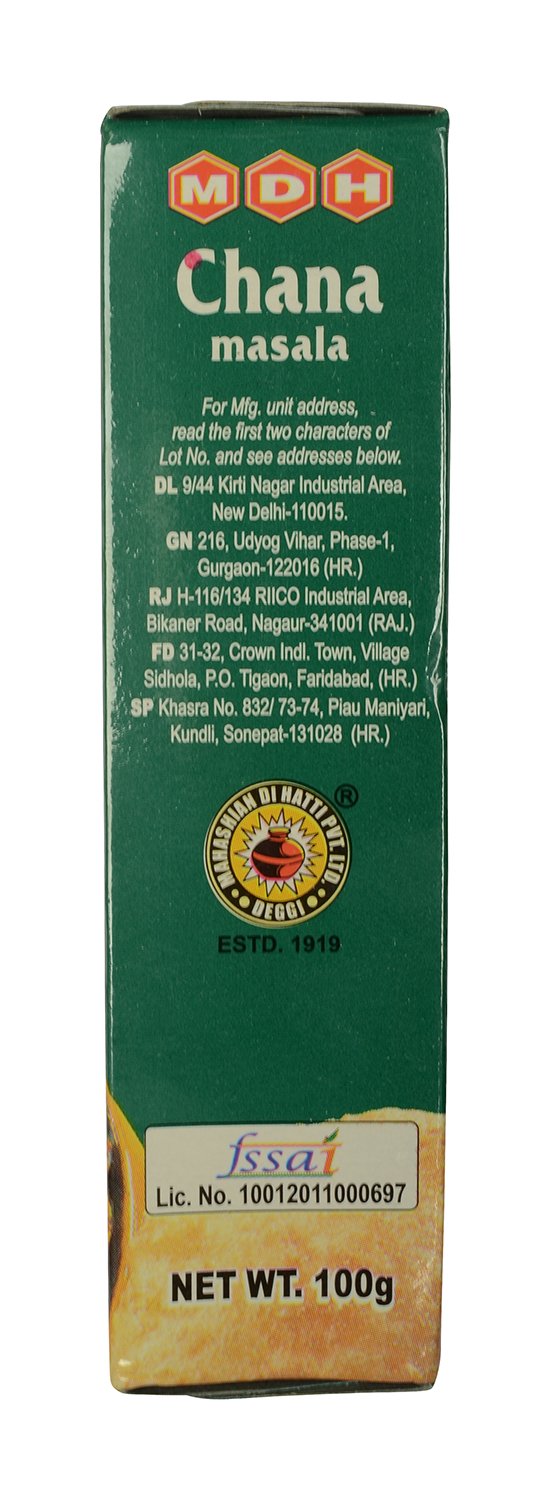 MDH
Chana
masala
For Mfg. unit address,
read the first two characters of
Lot No. and see addresses below.
DL 9/44 Kirti Nagar Industrial Area,
New Delhi-110015.
GN 216, Udyog Vihar, Phase-1,
Gurgaon-122016 (HR.)
RJ H-116/134 RIICO Industrial Area,
Bikaner Road, Nagaur-341001 (RAJ.)
FD 31-32, Crown Indl. Town, Village
Sidhola, P.O. Tigaon, Faridabad, (HR.)
SP Khasra No. 832/ 73-74, Piau Maniyari,
Kundli, Sonepat-131028 (HR.)
MAHASHIAN DI HATTI PVT. LTD. ®
DEGGI
ESTD. 1919
fssai
Lic. No. 10012011000697
NET WT. 100g